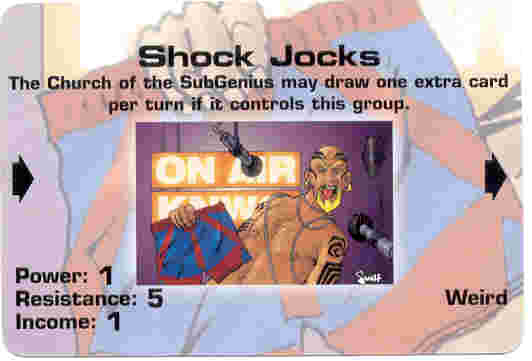 Shock Jocks
The Church of the SubGenius may draw one extra card
per turn if it controls this group.
ON AIR
Power: 1
Resistance: 5
Weird
Income: 1